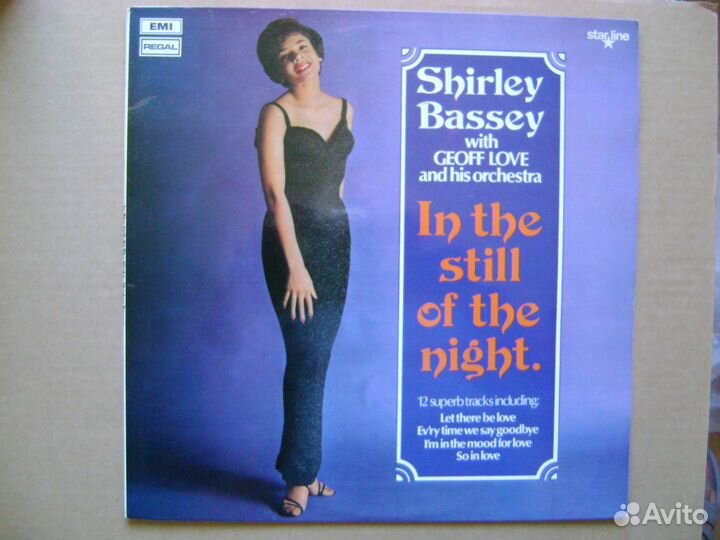 EMI
REGAL
star line
Shirley
Bassey
with
GEOFF LOVE
and his orchestra
In the
still
of the
night.
12 superb tracks including:
Let there be love
Ev'ry time we say goodbye
I'm in the mood for love
So in love
Avito